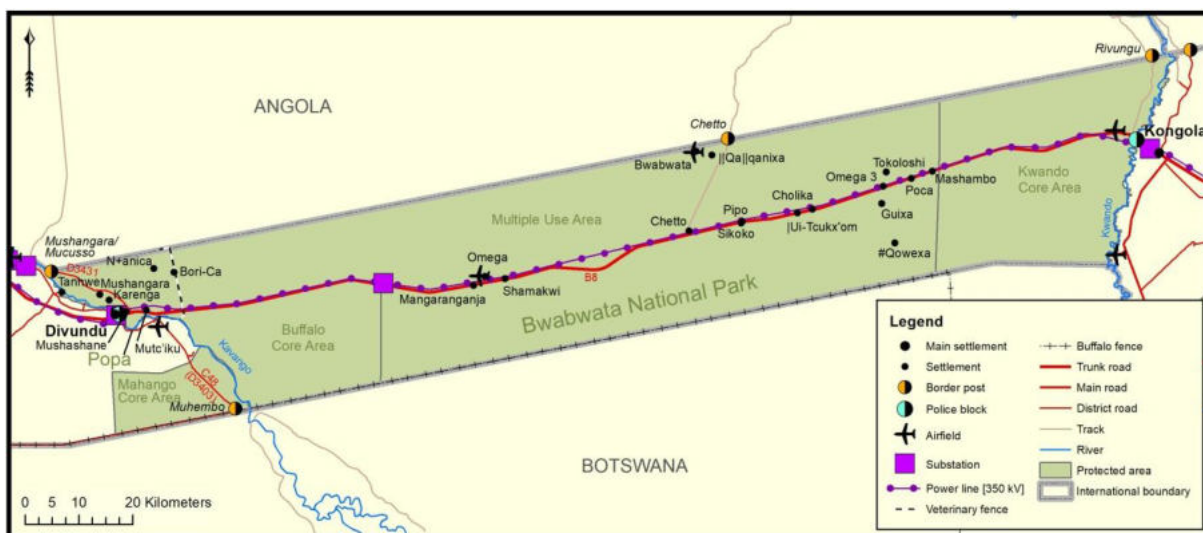 Rivungu
ANGOLA
Chetto
Kongola
Bwabwata
||Qa||qanixa
Tokoloshi
Omega 3
Mashambo
Poca
Kwando
Core Area
Cholika
Guixa
Multiple Use Area
Pipo
Chetto
|Ui-Tcukx'om
Sikoko
#Qowexa
Kwando
Mushangara/
Mucusso
N+anica
D3431
Bori-Ca
Omega
Tanhwe
Mushangara
Karenga
Mangaranganja
Shamakwi
B8
Bwabwata National Park
Divundu
Mushashane
Mutc'iku
Popa
Buffalo
Core Area
Kavango
Mahango
Core Area
C48
(D3403)
Muhembo
BOTSWANA
0 5 10 20 Kilometers
Legend
Main settlement
Settlement
Border post
Police block
Airfield
Substation
Power line [350 kV]
Veterinary fence
Buffalo fence
Trunk road
Main road
District road
Track
River
Protected area
International boundary